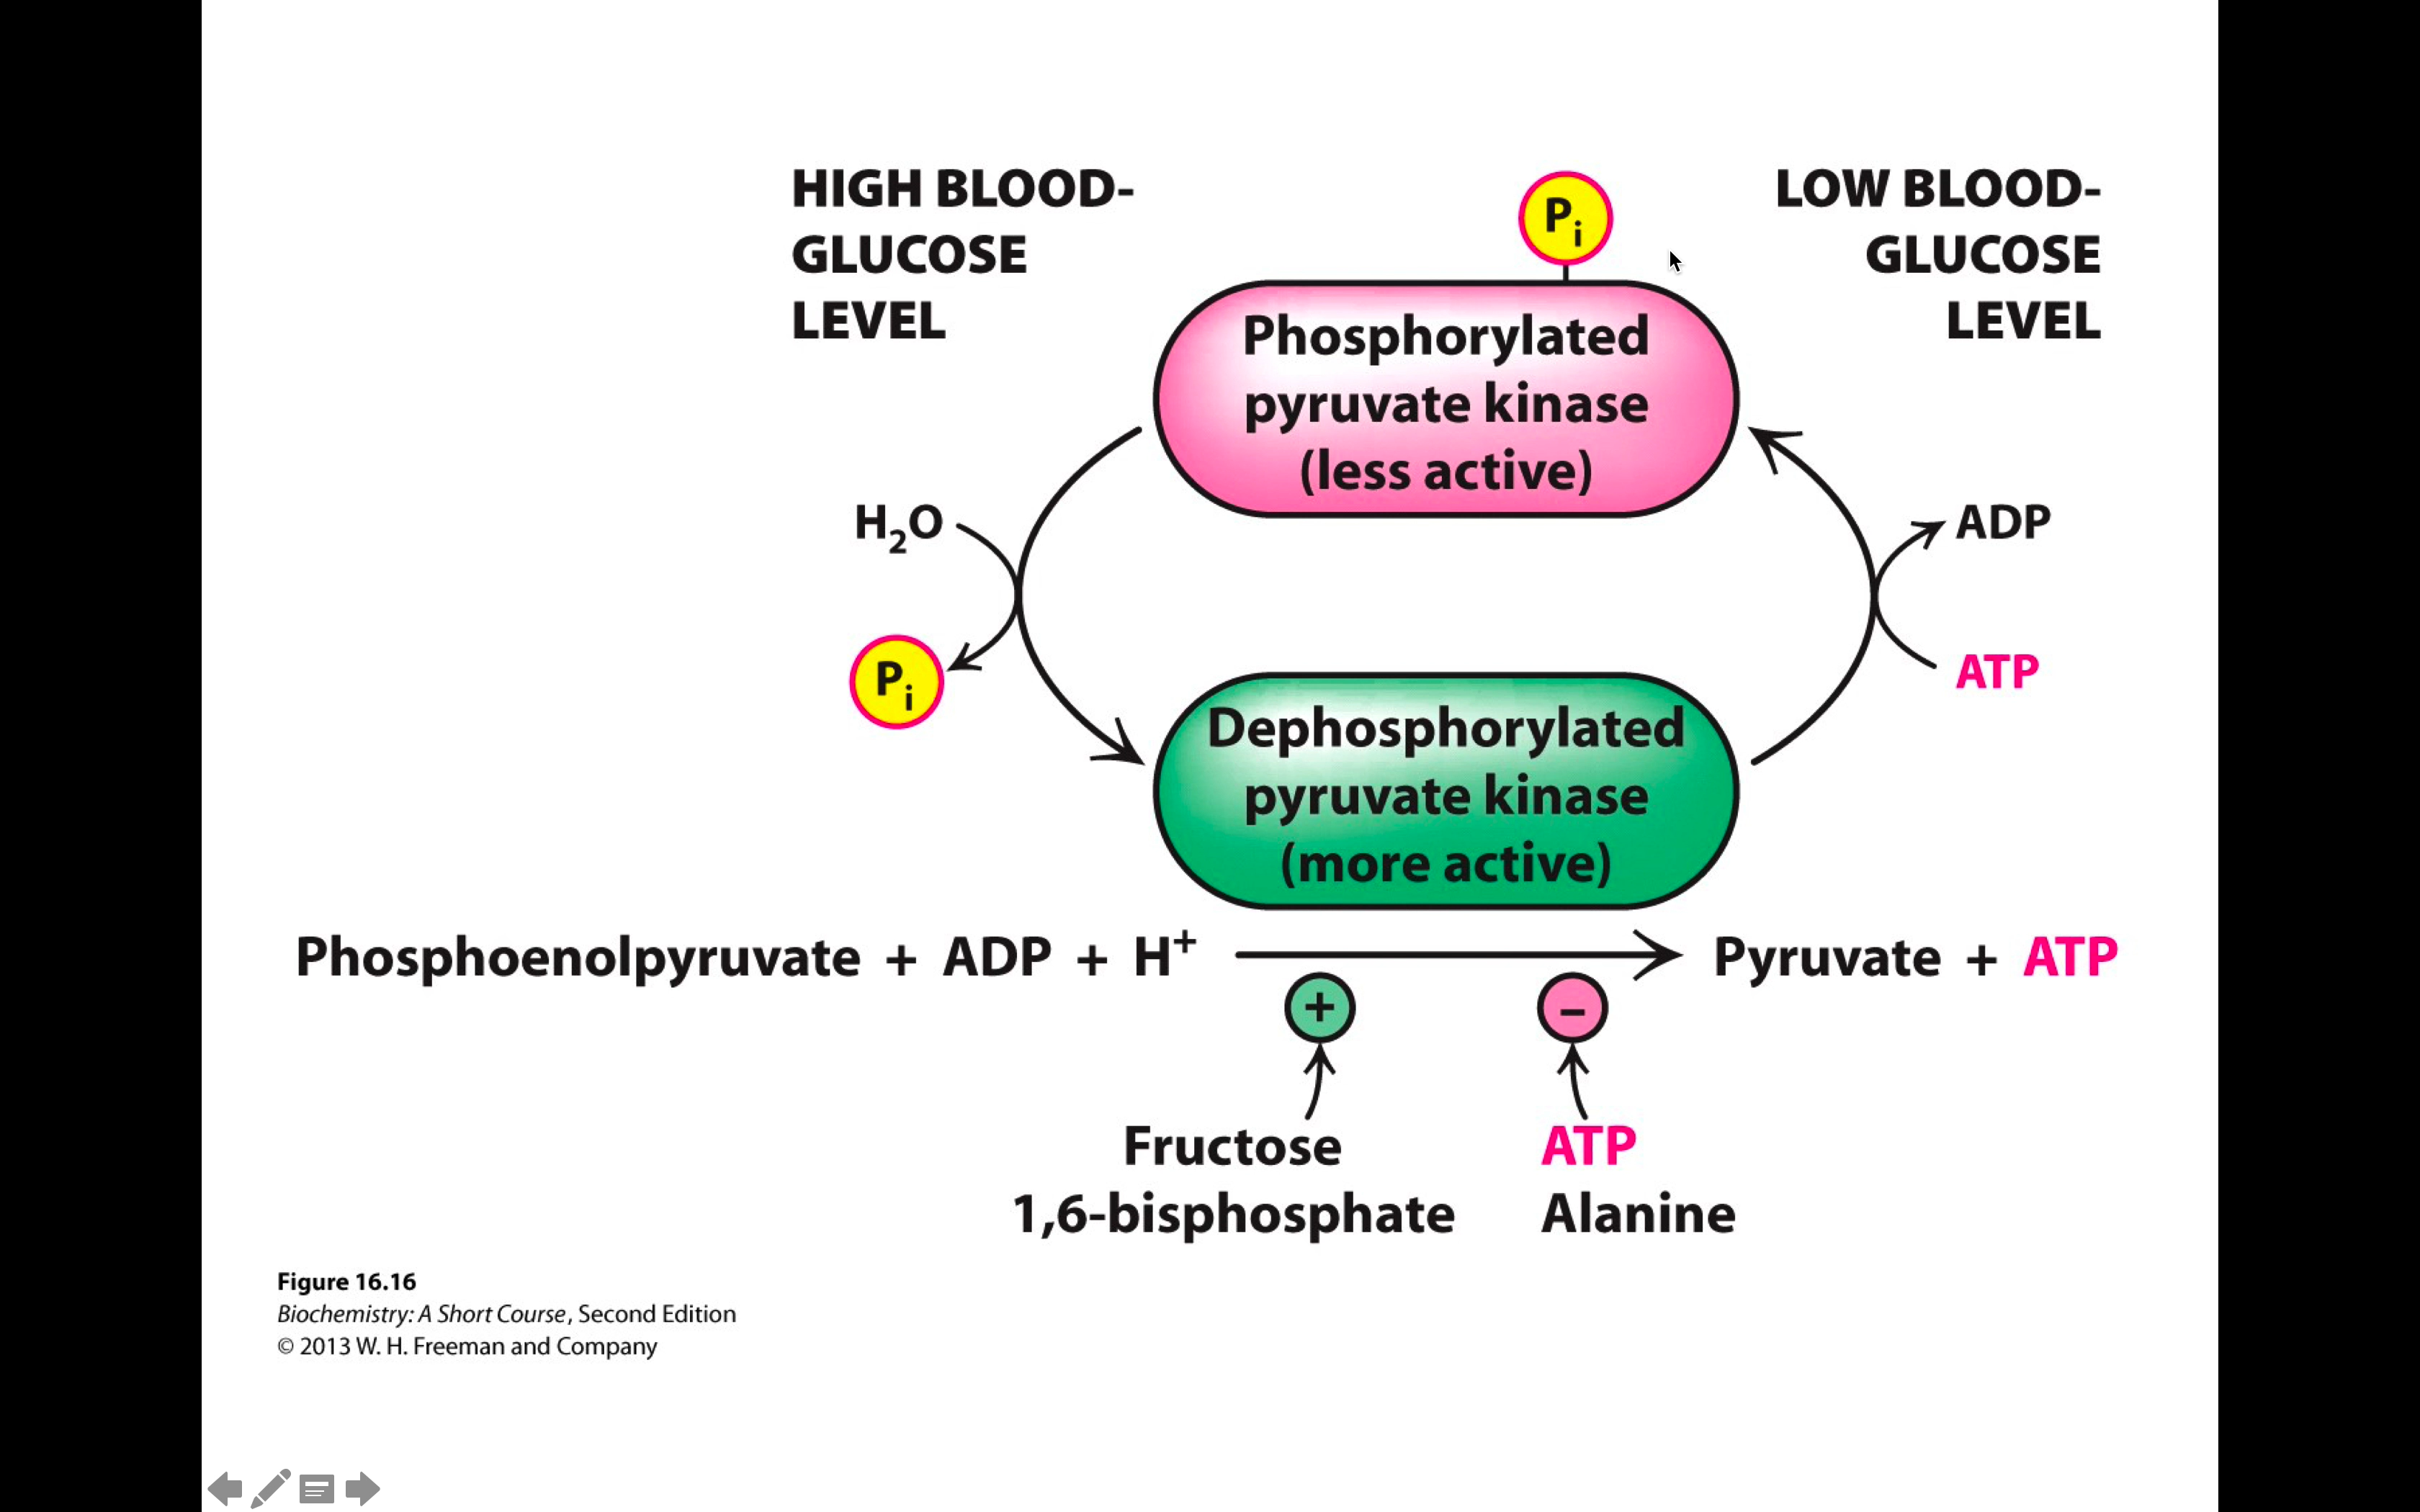 HIGH BLOOD-
GLUCOSE
LEVEL
P i
LOW BLOOD-
GLUCOSE
LEVEL
Phosphorylated
pyruvate kinase
(less active)
H₂O
P i
ADP
ATP
Dephosphorylated
pyruvate kinase
(more active)
Phosphoenolpyruvate + ADP + H⁺ Pyruvate + ATP
+
–
Fructose
1,6-bisphosphate
ATP
Alanine
Figure 16.16
Biochemistry: A Short Course, Second Edition
© 2013 W. H. Freeman and Company